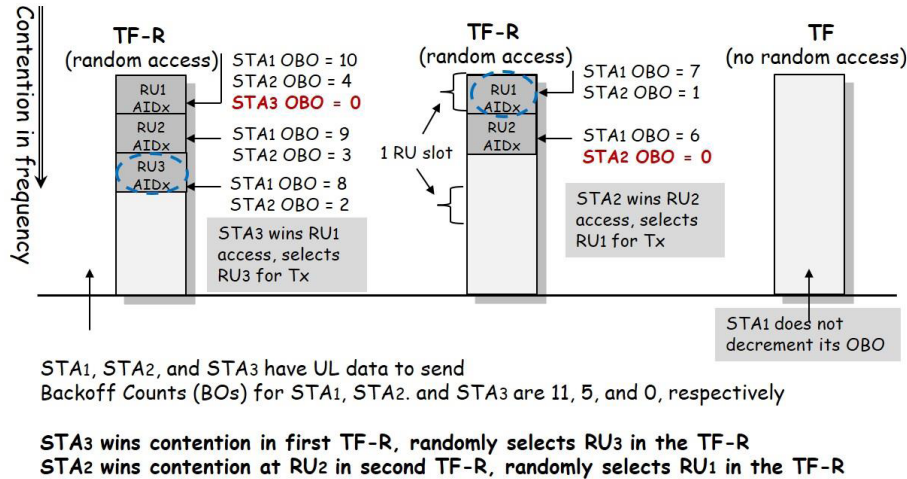 Contention in frequency
TF-R
(random access)
RU1
AIDx
RU2
AIDx
RU3
AIDx
STA1 OBO = 10
STA2 OBO = 4
STA3 OBO = 0
STA1 OBO = 9
STA2 OBO = 3
STA1 OBO = 8
STA2 OBO = 2
STA3 wins RU1
access, selects
RU3 for Tx
TF-R
(random access)
1 RU slot
RU1
AIDx
RU2
AIDx
STA1 OBO = 7
STA2 OBO = 1
STA1 OBO = 6
STA2 OBO = 0
STA2 wins RU2
access, selects
RU1 for Tx
TF
(no random access)
STA1 does not
decrement its OBO
STA1, STA2, and STA3 have UL data to send
Backoff Counts (BOs) for STA1, STA2. and STA3 are 11, 5, and 0, respectively
STA3 wins contention in first TF-R, randomly selects RU3 in the TF-R
STA2 wins contention at RU2 in second TF-R, randomly selects RU1 in the TF-R